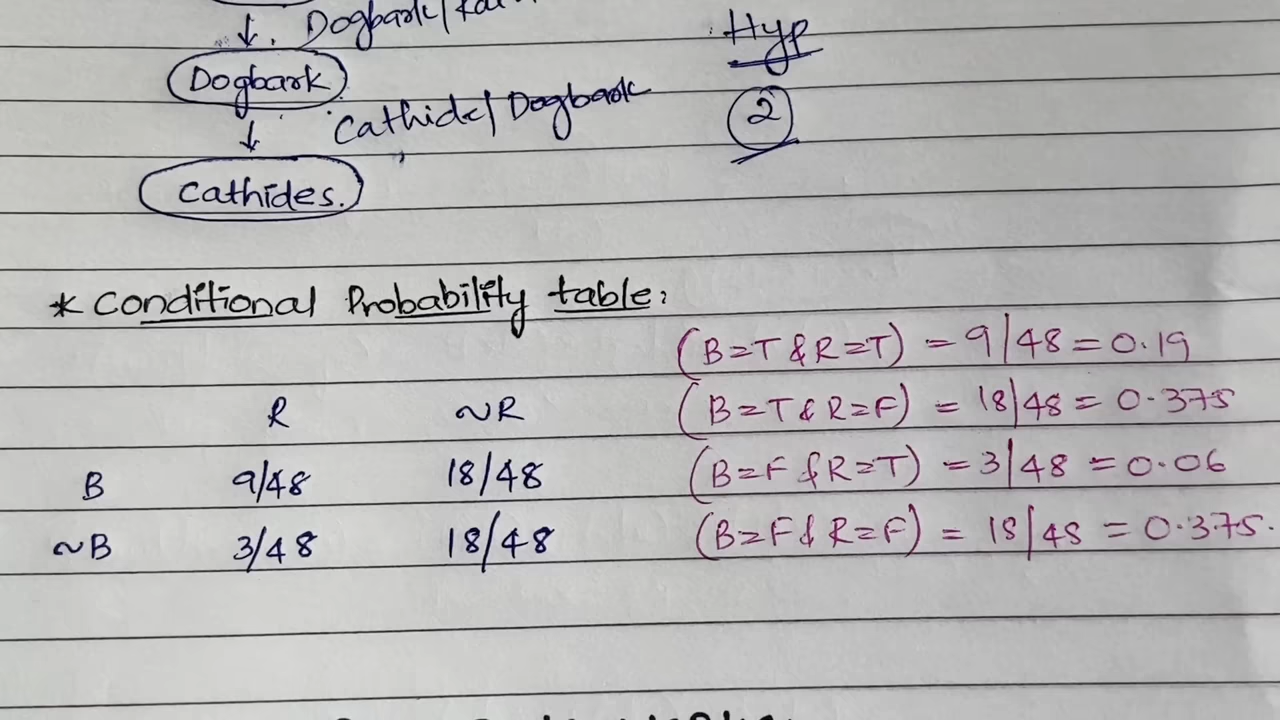 Dogbark/
Hyp
Dogbark
Cathide/Dogbark
2
Cathides.
* Conditional Probability table:
(B=T & R=T) = 9/48 = 0.19
R ~R (B=T & R=F) = 18/48 = 0.375
B 9/48 18/48 (B=F & R=T) = 3/48 = 0.06
~B 3/48 18/48 (B=F & R=F) = 18/48 = 0.375.